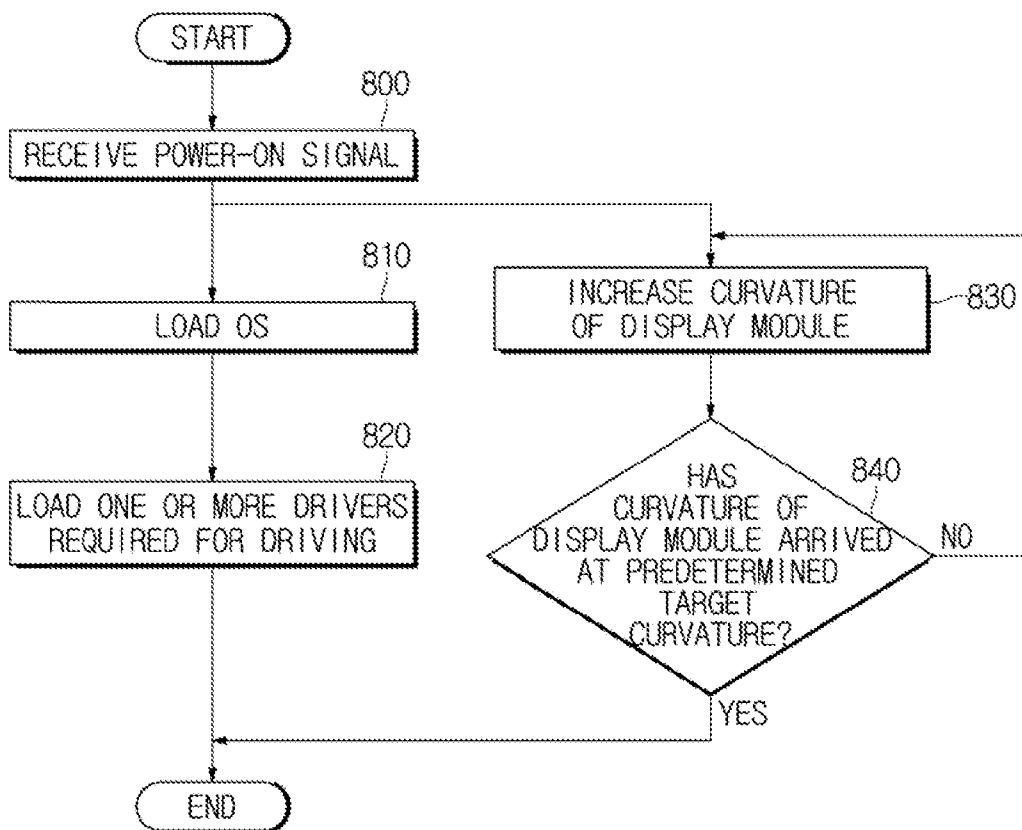 START
800
RECEIVE POWER-ON SIGNAL
810
LOAD OS
INCREASE CURVATURE
OF DISPLAY MODULE
830
820
LOAD ONE OR MORE DRIVERS
REQUIRED FOR DRIVING
HAS
CURVATURE OF
DISPLAY MODULE ARRIVED
AT PREDETERMINED
TARGET
CURVATURE?
840
NO
YES
END